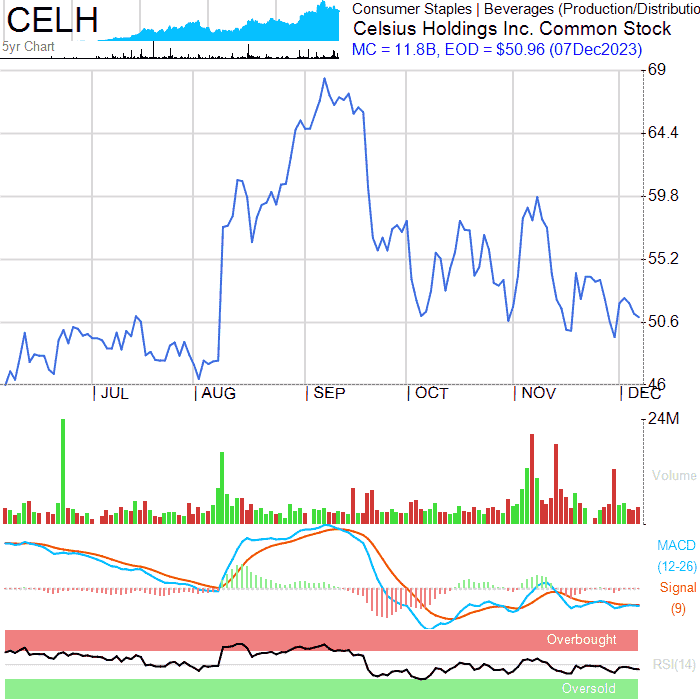 CELH
5yr Chart
Consumer Staples | Beverages (Production/Distributio
Celsius Holdings Inc. Common Stock
MC = 11.8B, EOD = $50.96 (07Dec2023)
69
64.4
59.8
55.2
50.6
46
JUL AUG SEP OCT NOV DEC
24M
Volume
MACD
(12-26)
Signal
(9)
Overbought
RSI(14)
Oversold